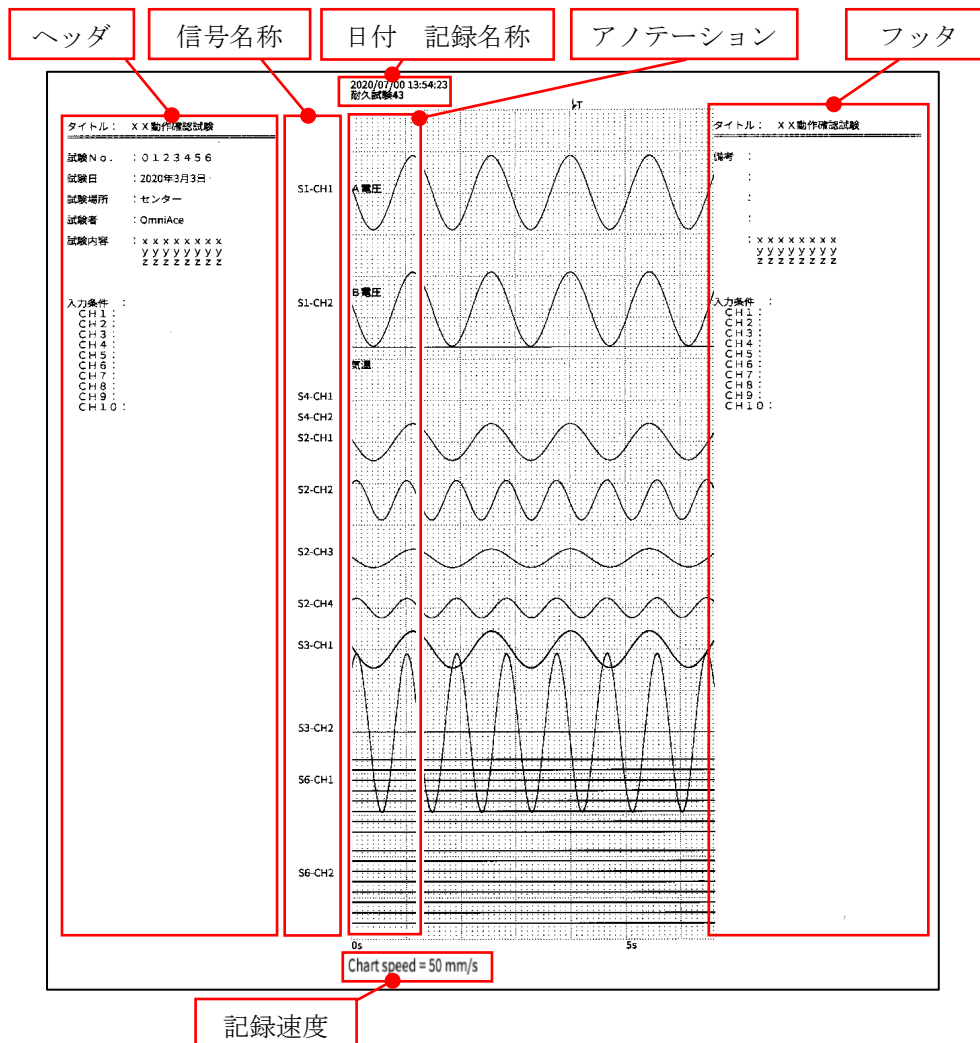 ヘッダ
信号名称
日付 記録名称
アノテーション
フッタ
2020/07/00 13:54:23
耐久試験43
タイトル： ＸＸ動作確認試験
試験Ｎｏ． ：０１２３４５６
試験日 ：2020年3月3日
試験場所 ：センター
試験者 ：OmniAce
試験内容 ：ｘｘｘｘｘｘｘｘ
ｙｙｙｙｙｙｙｙ
ｚｚｚｚｚｚｚｚ
入力条件 ：
ＣＨ１：
ＣＨ２：
ＣＨ３：
ＣＨ４：
ＣＨ５：
ＣＨ６：
ＣＨ７：
ＣＨ８：
ＣＨ９：
ＣＨ１０：
S1-CH1
S1-CH2
S4-CH1
S4-CH2
S2-CH1
S2-CH2
S2-CH3
S2-CH4
S3-CH1
S3-CH2
S6-CH1
S6-CH2
A電圧
B電圧
気温
0s
5s
Chart speed = 50 mm/s
タイトル： ＸＸ動作確認試験
備考 ：
：
：
：
：ｘｘｘｘｘｘｘｘ
ｙｙｙｙｙｙｙｙ
ｚｚｚｚｚｚｚｚ
入力条件 ：
ＣＨ１：
ＣＨ２：
ＣＨ３：
ＣＨ４：
ＣＨ５：
ＣＨ６：
ＣＨ７：
ＣＨ８：
ＣＨ９：
ＣＨ１０：
記録速度